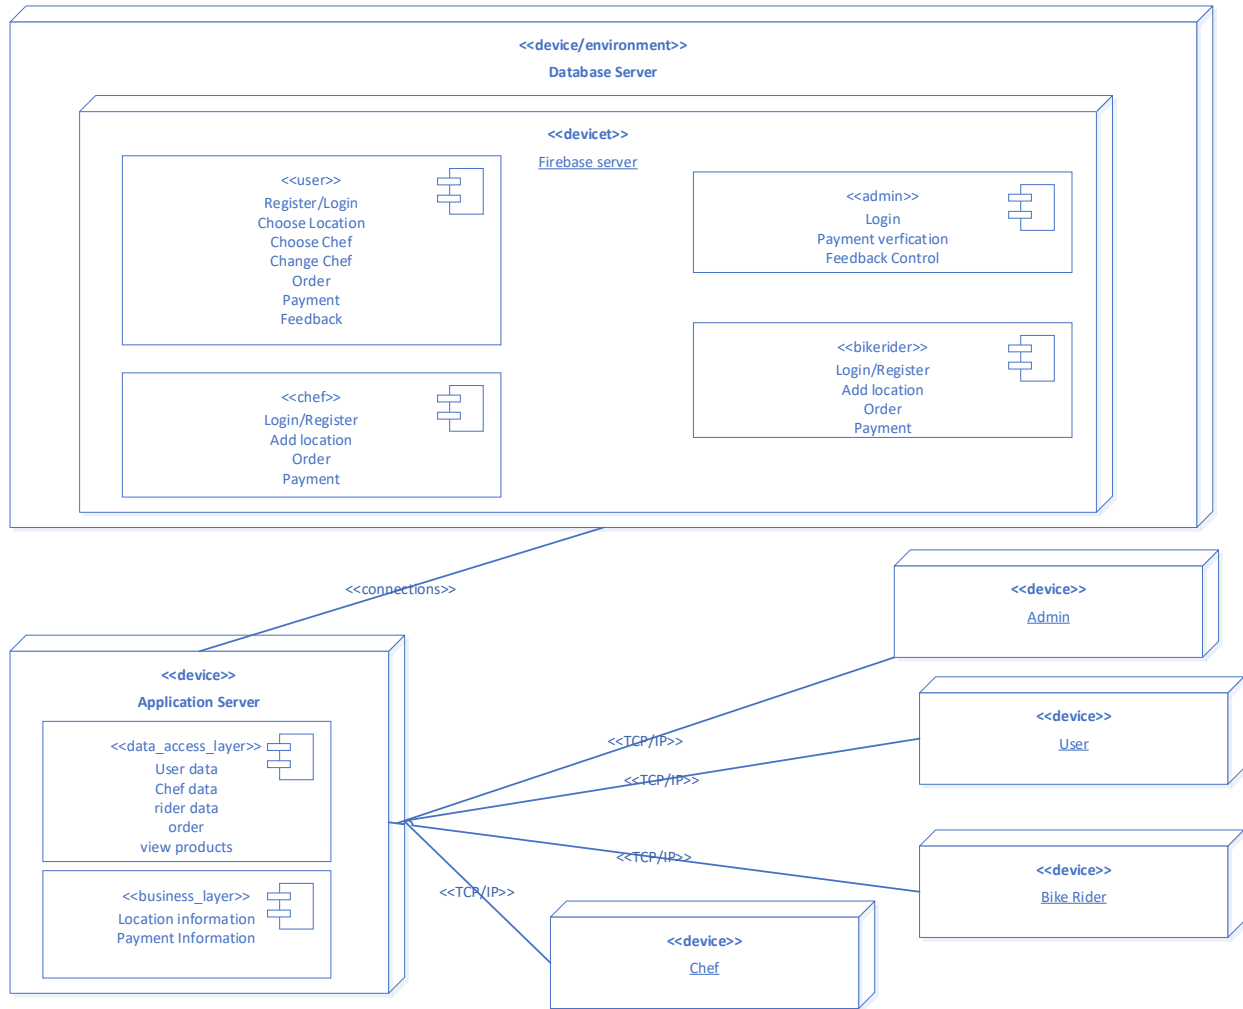 <<device/environment>>
Database Server
<<devicet>>
Firebase server
<<user>>
Register/Login
Choose Location
Choose Chef
Change Chef
Order
Payment
Feedback
<<admin>>
Login
Payment verfication
Feedback Control
<<chef>>
Login/Register
Add location
Order
Payment
<<bikerider>>
Login/Register
Add location
Order
Payment
<<connections>>
<<device>>
Application Server
<<data_access_layer>>
User data
Chef data
rider data
order
view products
<<business_layer>>
Location information
Payment Information
<<TCP/IP>>
<<TCP/IP>>
<<TCP/IP>>
<<TCP/IP>>
<<device>>
Admin
<<device>>
User
<<device>>
Bike Rider
<<device>>
Chef